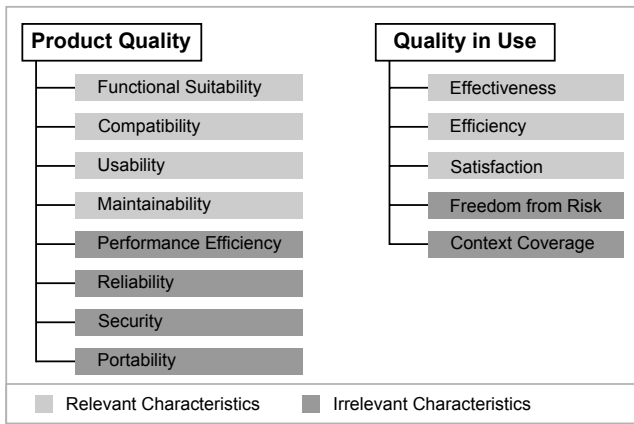 Product Quality
Functional Suitability
Compatibility
Usability
Maintainability
Performance Efficiency
Reliability
Security
Portability
Quality in Use
Effectiveness
Efficiency
Satisfaction
Freedom from Risk
Context Coverage
Relevant Characteristics
Irrelevant Characteristics